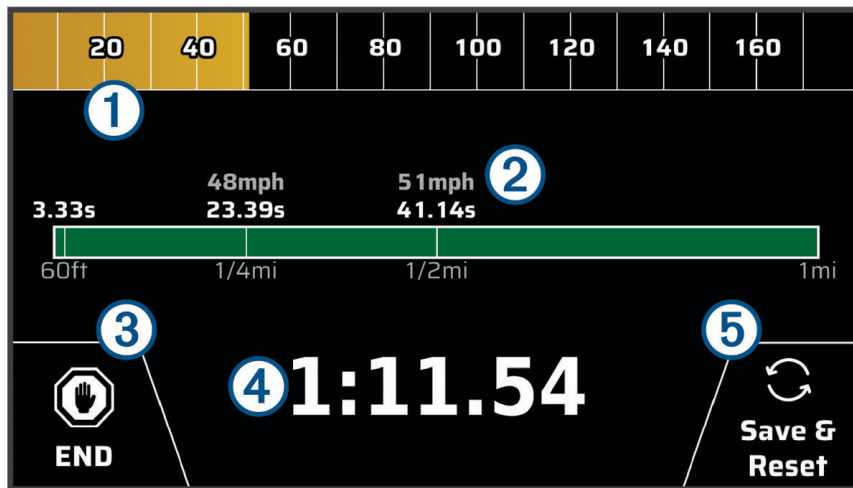 20 40 60 80 100 120 140 160
1
48mph 51mph 2
3.33s 23.39s 41.14s
60ft 1/4mi 1/2mi 1mi
3 5
4 1:11.54
END
Save &
Reset